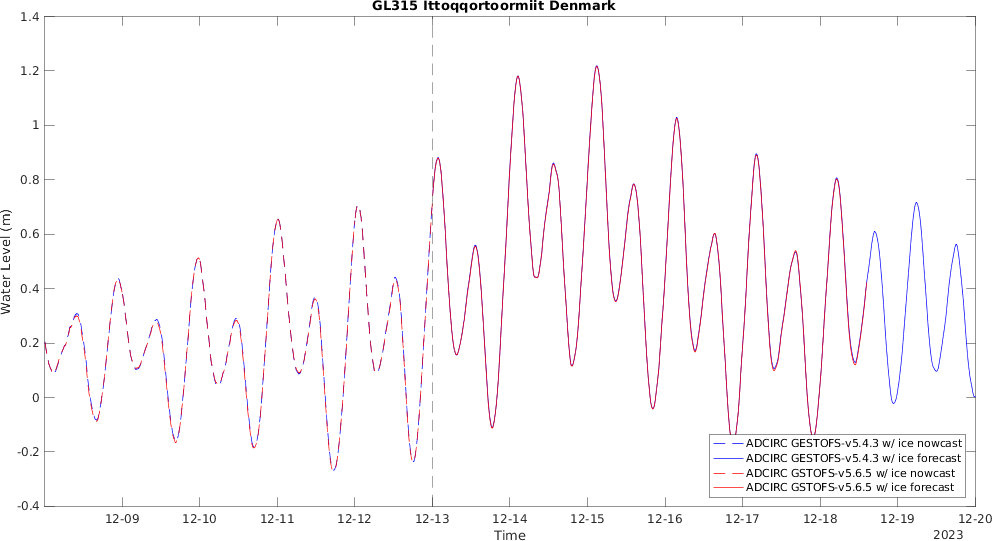 GL315 Ittoqqortoormiit Denmark
1.4
1.2
1
0.8
0.6
0.4
0.2
0
-0.2
-0.4
Water Level (m)
ADCIRC GESTOFS-v5.4.3 w/ ice nowcast
ADCIRC GESTOFS-v5.4.3 w/ ice forecast
ADCIRC GSTOFS-v5.6.5 w/ ice nowcast
ADCIRC GSTOFS-v5.6.5 w/ ice forecast
12-09 12-10 12-11 12-12 12-13 12-14 12-15 12-16 12-17 12-18 12-19 12-20
Time
2023